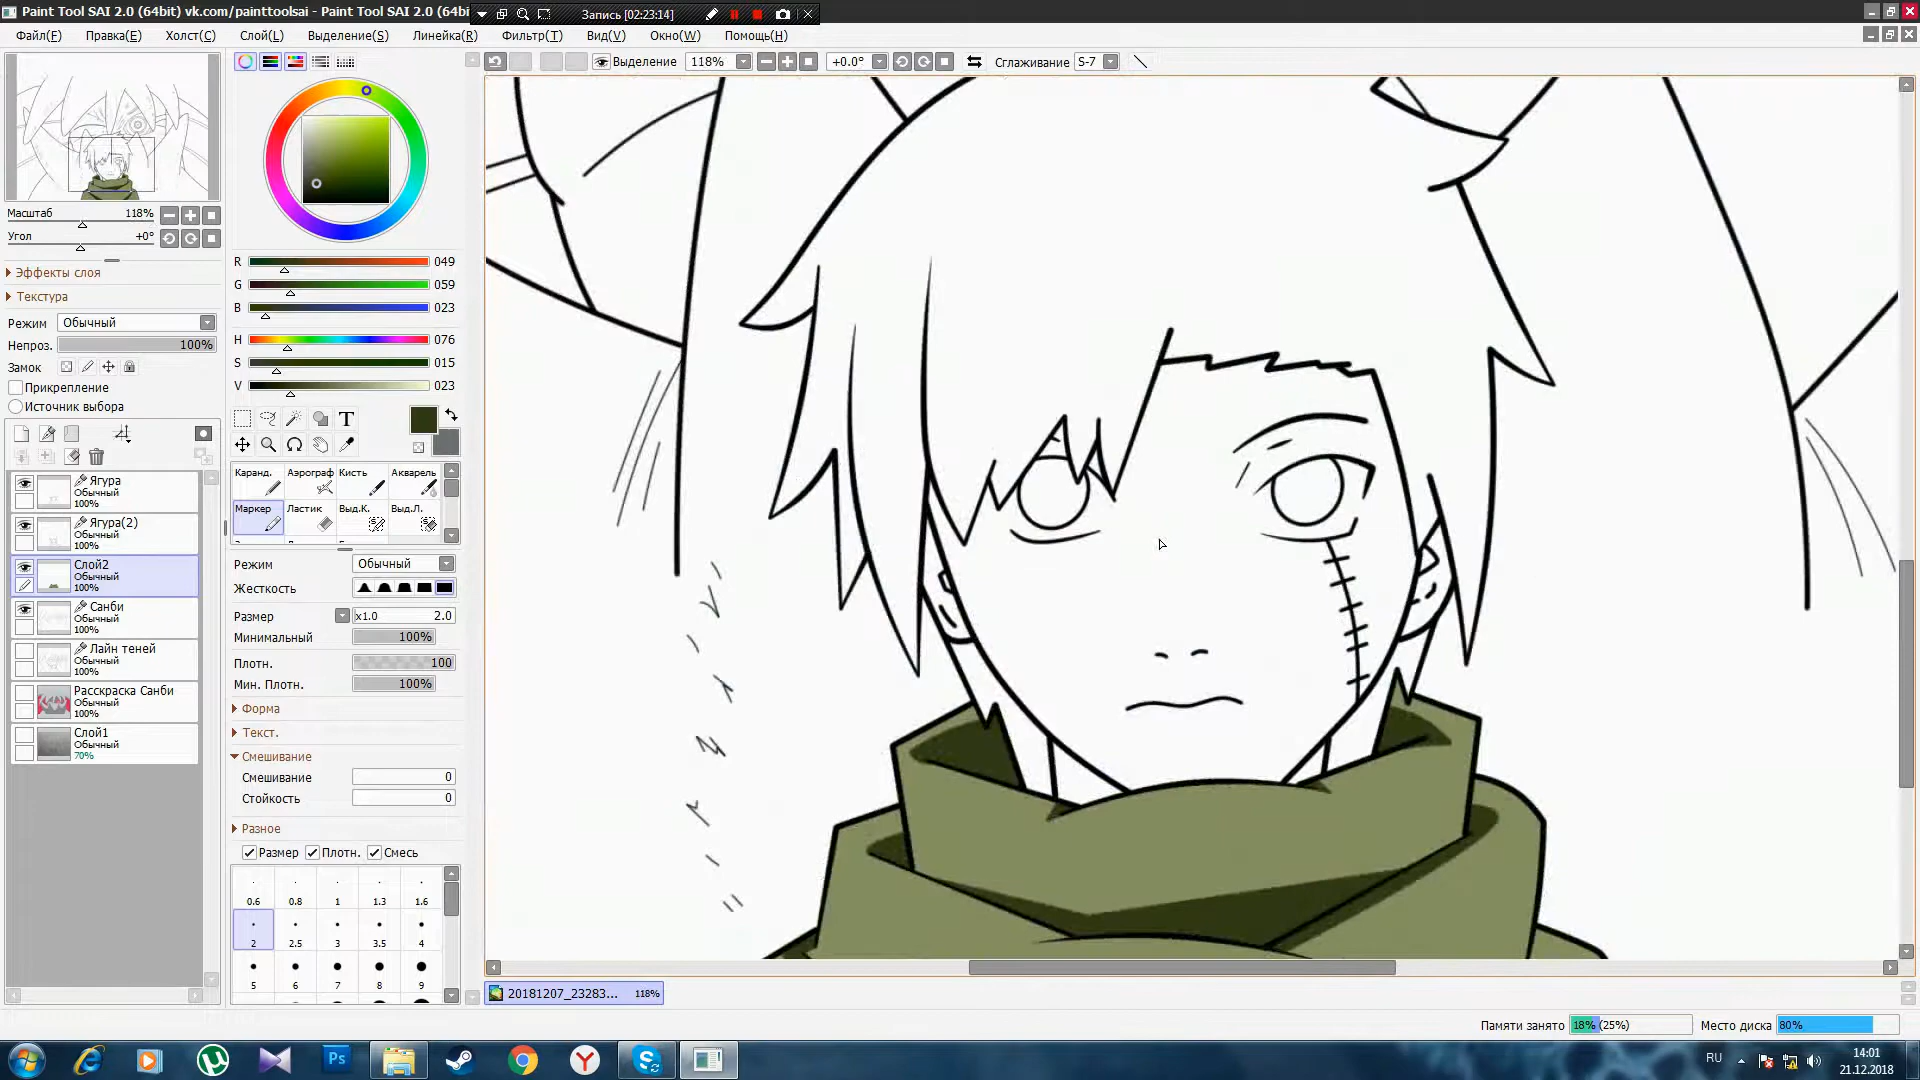 Paint Tool SAI 2.0 (64bit) vk.com/painttoolsai - Paint Tool SAI 2.0 (64bi
Запись [02:23:14]
Файл(F) Правка(E) Холст(C) Слой(L) Выделение(S) Линейка(R) Фильтр(T) Вид(V) Окно(W) Помощь(H)
Выделение 118% +0.0° Сглаживание S-7
Масштаб 118%
Угол +0°
Эффекты слоя
Текстура
Режим Обычный
Непроз. 100%
Замок
Прикрепление
Источник выбора
Ягура
Обычный
100%
Ягура(2)
Обычный
100%
Слой2
Обычный
100%
Санби
Обычный
100%
Лайн теней
Обычный
100%
Расскраска Санби
Обычный
100%
Слой1
Обычный
70%
R 049
G 059
B 023
H 076
S 015
V 023
T
Каранд. Аэрограф Кисть Акварель
Маркер Ластик Выд.К. Выд.Л.
Режим Обычный
Жесткость
Размер x1.0 2.0
Минимальный 100%
Плотн. 100
Мин. Плотн. 100%
Форма
Текст.
Смешивание
Смешивание 0
Стойкость 0
Разное
Размер Плотн. Смесь
0.6 0.8 1 1.3 1.6
2 2.5 3 3.5 4
5 6 7 8 9
20181207_23283... 118%
Памяти занято 18% (25%) Место диска 80%
Ps
RU
14:01
21.12.2018